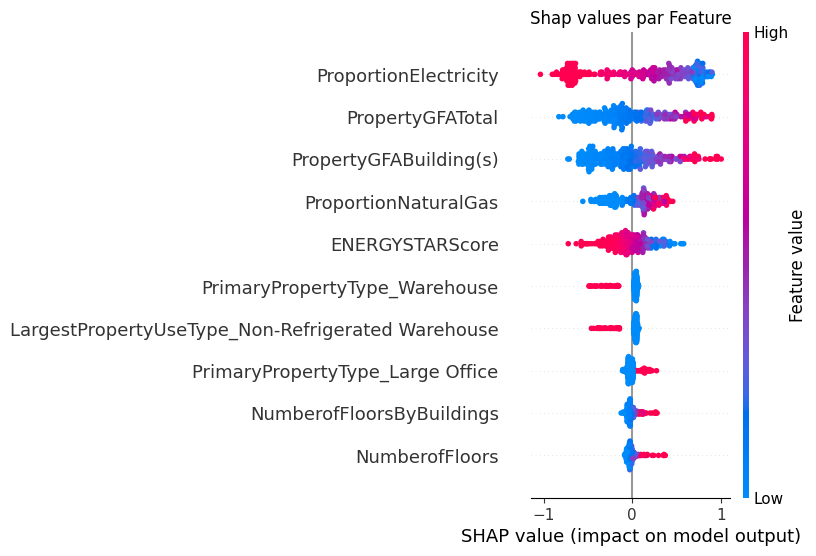 Shap values par Feature
High
ProportionElectricity
PropertyGFATotal
PropertyGFABuilding(s)
ProportionNaturalGas
ENERGYSTARScore
PrimaryPropertyType_Warehouse
LargestPropertyUseType_Non-Refrigerated Warehouse
PrimaryPropertyType_Large Office
NumberofFloorsByBuildings
NumberofFloors
Feature value
Low
−1 0 1
SHAP value (impact on model output)